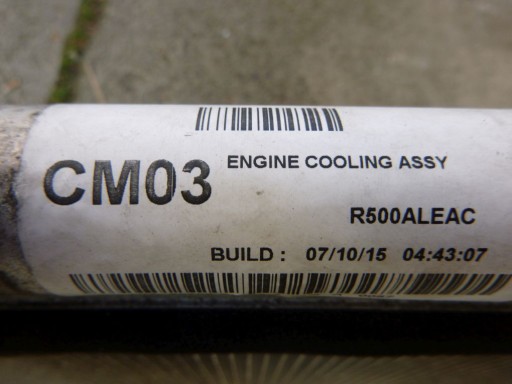 CM03 ENGINE COOLING ASSY
R500ALEAC
BUILD : 07/10/15 04:43:07